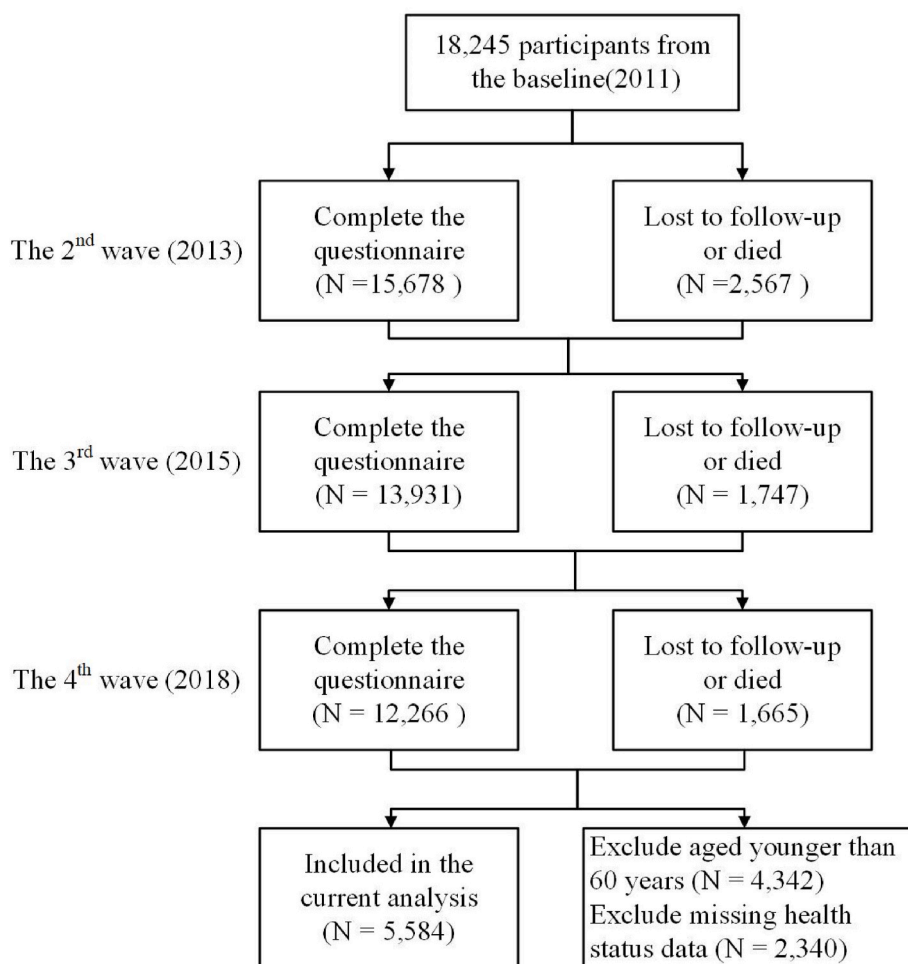 18,245 participants from
the baseline(2011)
The 2nd wave (2013)
Complete the
questionnaire
(N =15,678 )
Lost to follow-up
or died
(N =2,567 )
The 3rd wave (2015)
Complete the
questionnaire
(N = 13,931)
Lost to follow-up
or died
(N = 1,747)
The 4th wave (2018)
Complete the
questionnaire
(N = 12,266 )
Lost to follow-up
or died
(N = 1,665)
Included in the
current analysis
(N = 5,584)
Exclude aged younger than
60 years (N = 4,342)
Exclude missing health
status data (N = 2,340)